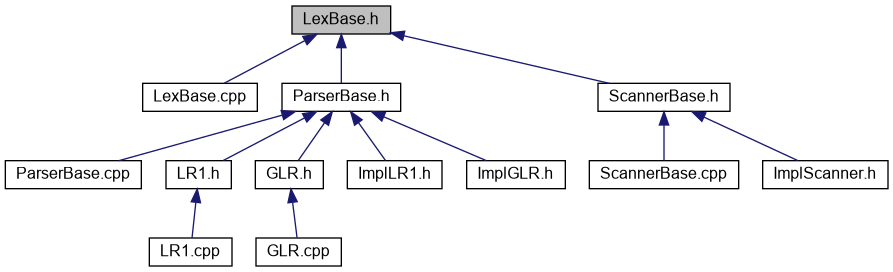 LexBase.h
LexBase.cpp
ParserBase.h
ScannerBase.h
ParserBase.cpp
LR1.h
GLR.h
ImplLR1.h
ImplGLR.h
ScannerBase.cpp
ImplScanner.h
LR1.cpp
GLR.cpp